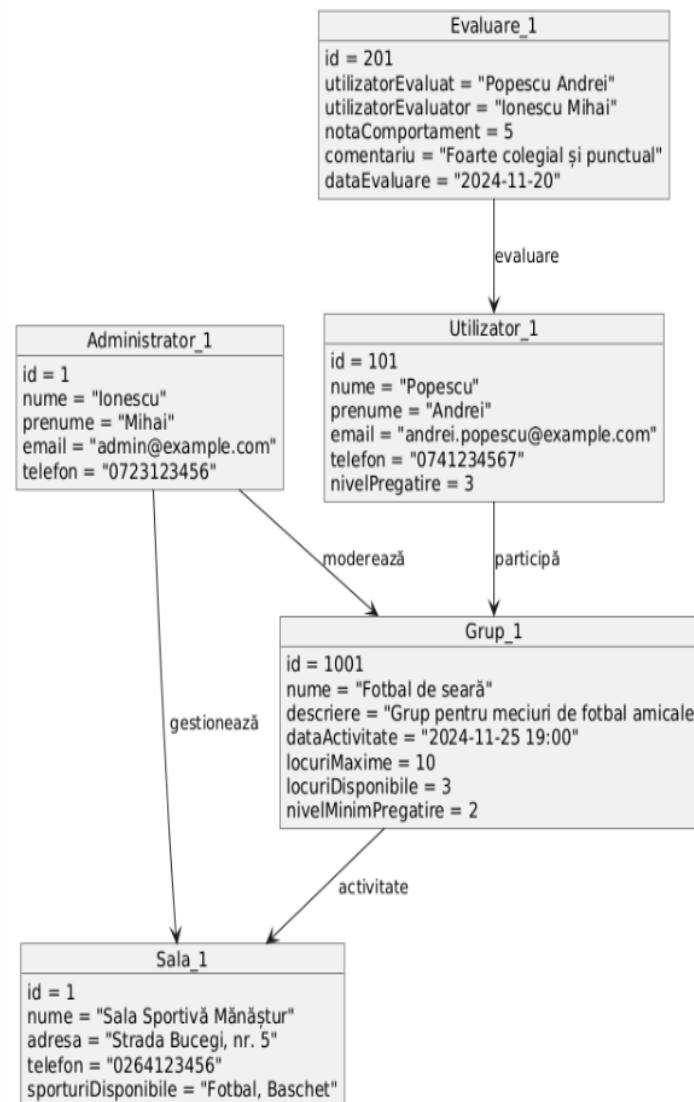 Evaluare_1
id = 201
utilizatorEvaluat = "Popescu Andrei"
utilizatorEvaluator = "Ionescu Mihai"
notaComportament = 5
comentariu = "Foarte colegial și punctual"
dataEvaluare = "2024-11-20"
evaluare
Administrator_1
id = 1
nume = "Ionescu"
prenume = "Mihai"
email = "admin@example.com"
telefon = "0723123456"
Utilizator_1
id = 101
nume = "Popescu"
prenume = "Andrei"
email = "andrei.popescu@example.com"
telefon = "0741234567"
nivelPregatire = 3
moderează
participă
Grup_1
id = 1001
nume = "Fotbal de seară"
descriere = "Grup pentru meciuri de fotbal amicale
dataActivitate = "2024-11-25 19:00"
locuriMaxime = 10
locuriDisponibile = 3
nivelMinimPregatire = 2
gestionează
activitate
Sala_1
id = 1
nume = "Sala Sportivă Mănăștur"
adresa = "Strada Bucegi, nr. 5"
telefon = "0264123456"
sporturiDisponibile = "Fotbal, Baschet"